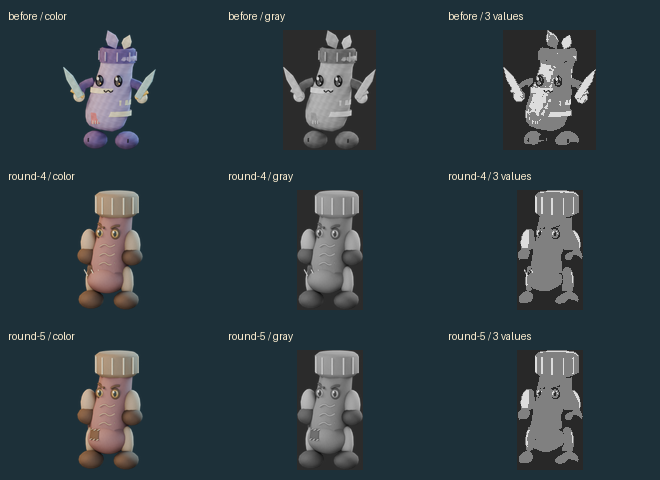 before / color
before / gray
before / 3 values
round-4 / color
round-4 / gray
round-4 / 3 values
round-5 / color
round-5 / gray
round-5 / 3 values